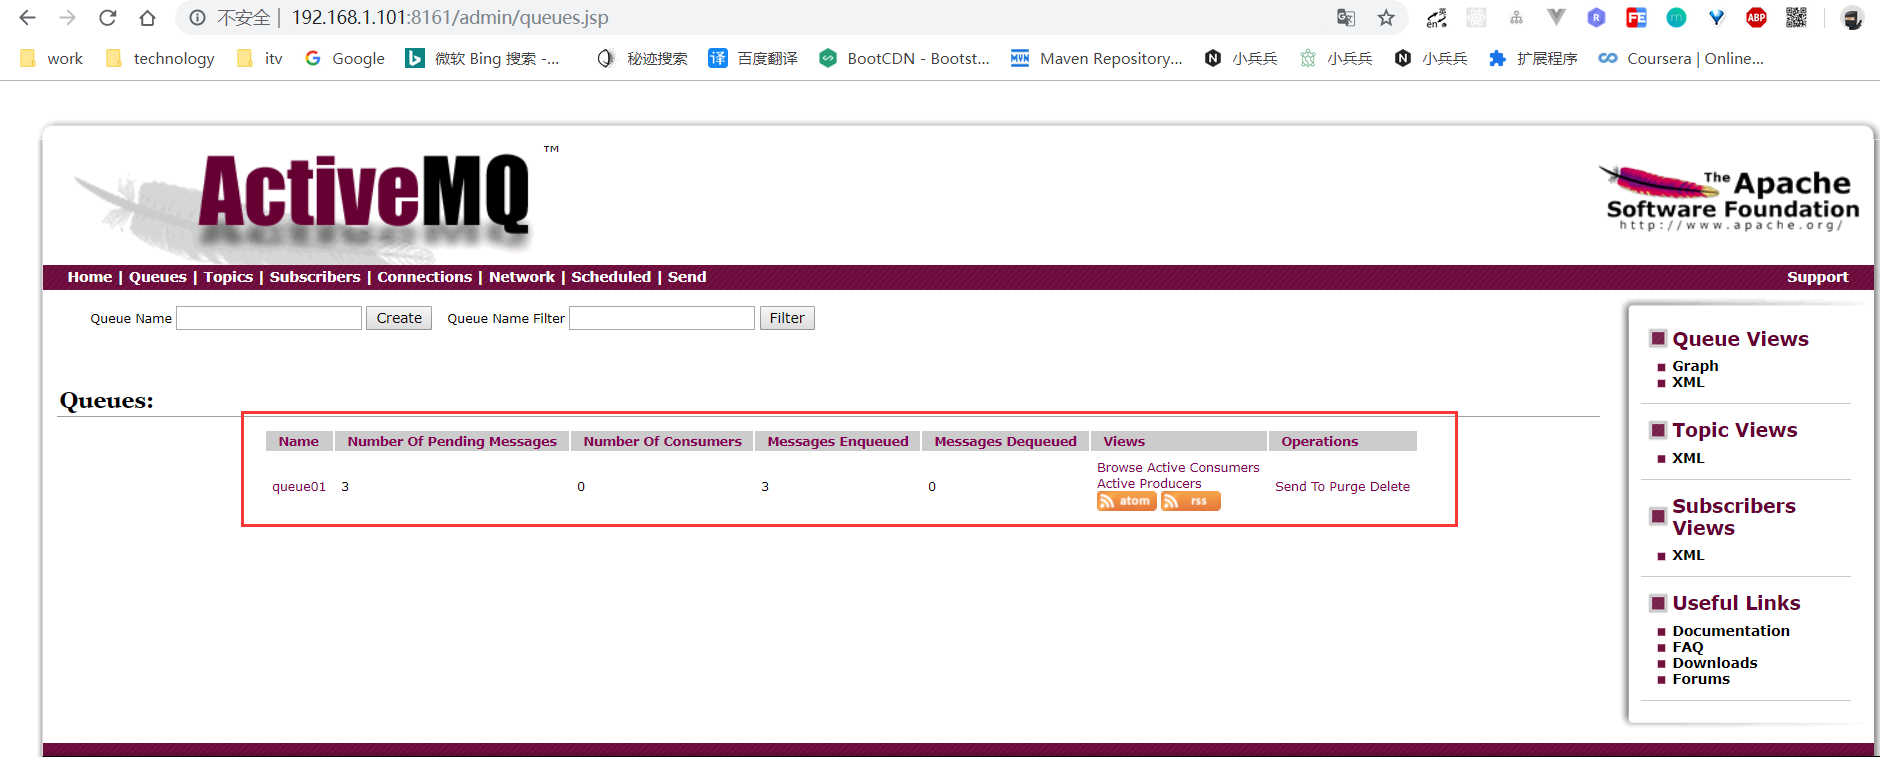 不安全 | 192.168.1.101:8161/admin/queues.jsp
work technology itv Google 微软 Bing 搜索 -... 秘迹搜索 百度翻译 BootCDN - Bootst... Maven Repository... 小兵兵 小兵兵 小兵兵 扩展程序 Coursera | Online...
ActiveMQ ™
The Apache
Software Foundation
http://www.apache.org/
Home | Queues | Topics | Subscribers | Connections | Network | Scheduled | Send Support
Queue Name Create Queue Name Filter Filter
Queues:
Name Number Of Pending Messages Number Of Consumers Messages Enqueued Messages Dequeued Views Operations
queue01 3 0 3 0 Browse Active Consumers
Active Producers
atom rss
Send To Purge Delete
Queue Views
Graph
XML
Topic Views
XML
Subscribers
Views
XML
Useful Links
Documentation
FAQ
Downloads
Forums